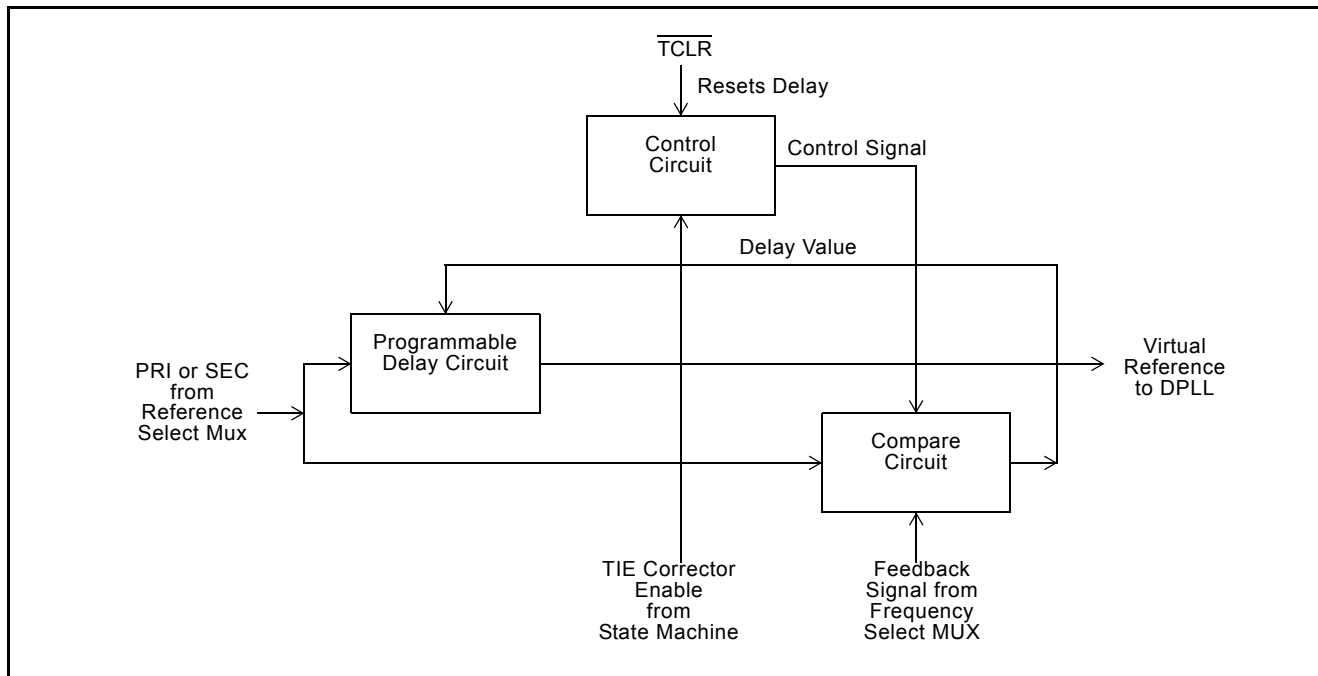 TCLR
Resets Delay
Control
Circuit
Control Signal
Delay Value
Programmable
Delay Circuit
PRI or SEC
from
Reference
Select Mux
Virtual
Reference
to DPLL
Compare
Circuit
TIE Corrector
Enable
from
State Machine
Feedback
Signal from
Frequency
Select MUX